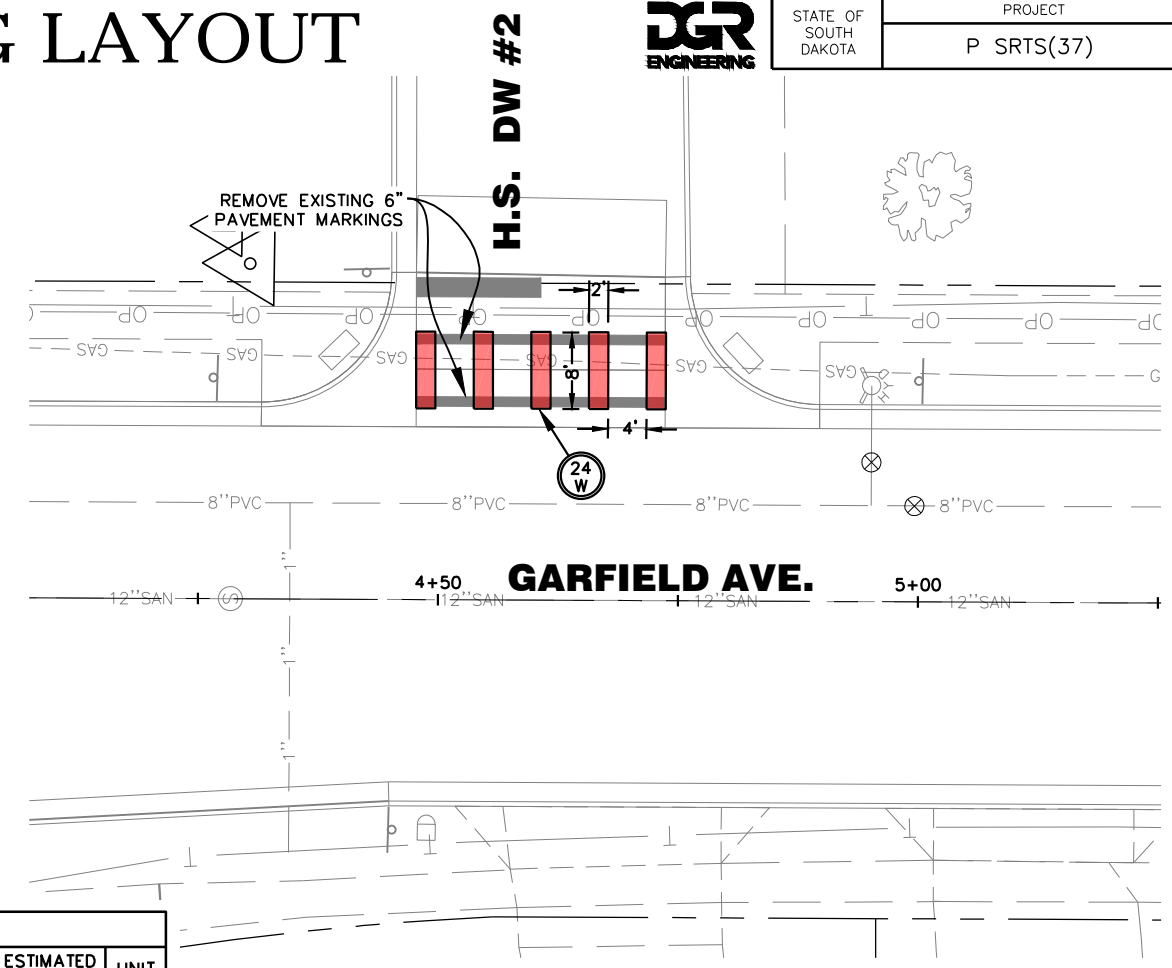 G LAYOUT
H.S. DW #2
DGR
ENGINEERING
STATE OF
SOUTH
DAKOTA
PROJECT
P SRTS(37)
REMOVE EXISTING 6"
PAVEMENT MARKINGS
2'
OP OP OP OP OP OP OP OP OP
GAS GAS GAS GAS GAS GAS G
8'
4'
24
W
8''PVC 8''PVC 8''PVC 8''PVC
1''
GARFIELD AVE.
4+50 5+00
12''SAN S 12''SAN 12''SAN 12''SAN
1''
1''
ESTIMATED UNIT